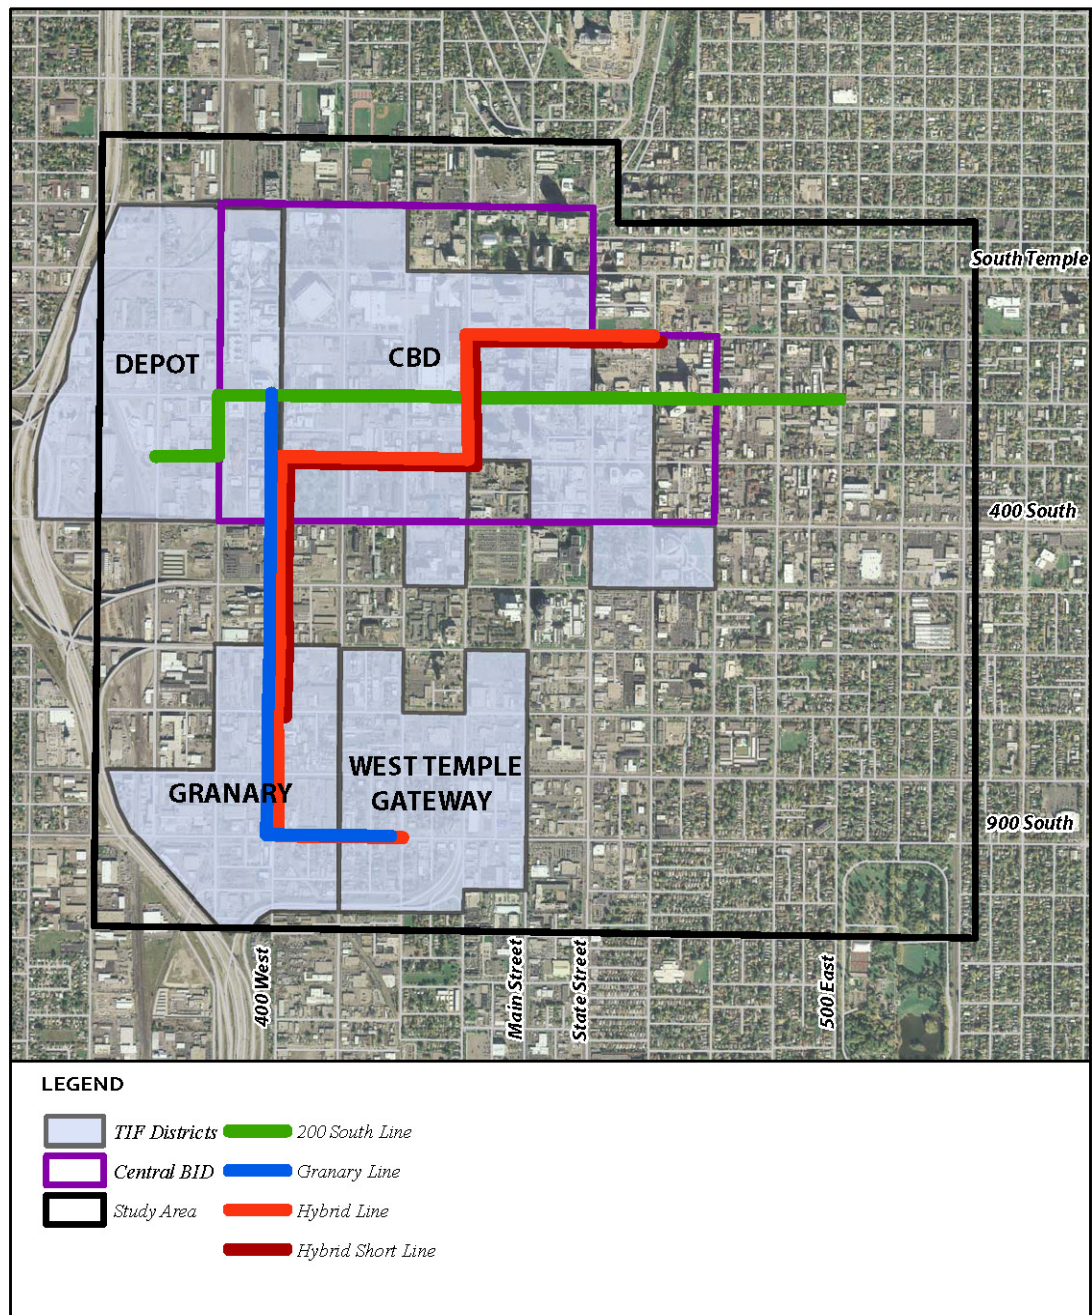 South Temple
DEPOT
CBD
400 South
WEST TEMPLE
GATEWAY
GRANARY
900 South
400 West
Main Street
State Street
500 East
LEGEND
TIF Districts
200 South Line
Central BID
Granary Line
Study Area
Hybrid Line
Hybrid Short Line